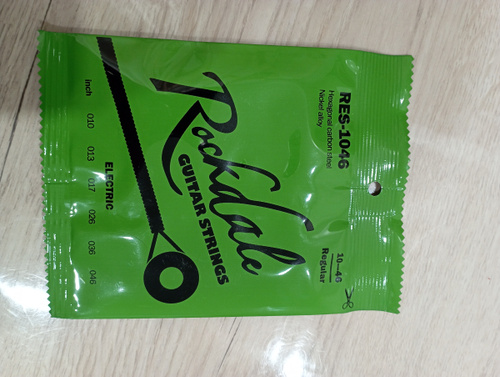 RES-1046
Hexagonal carbon steel
Nickel alloy
10—46
Regular
Rockdale
GUITAR STRINGS
ELECTRIC
inch 010 013 017 026 036 046